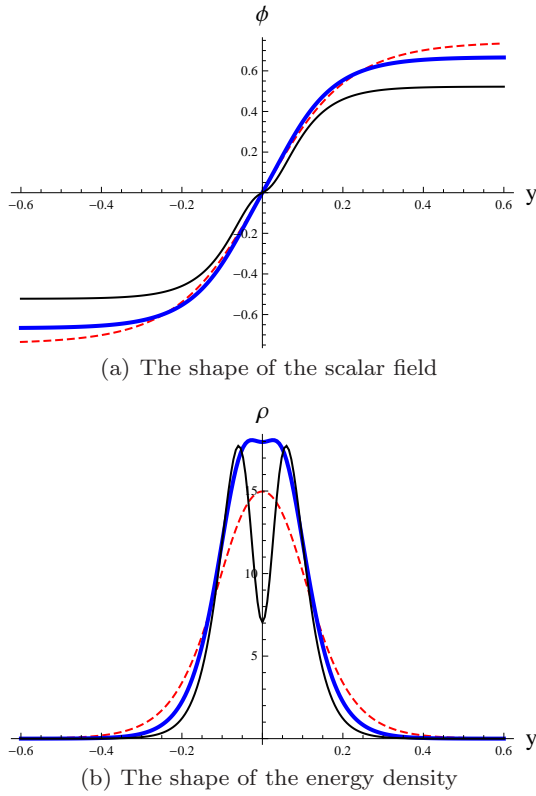 ϕ
0.6
0.4
0.2
−0.6 −0.4 −0.2 0.2 0.4 0.6 y
−0.2
−0.4
−0.6
(a) The shape of the scalar field
ρ
15
10
5
−0.6 −0.4 −0.2 0.2 0.4 0.6 y
(b) The shape of the energy density